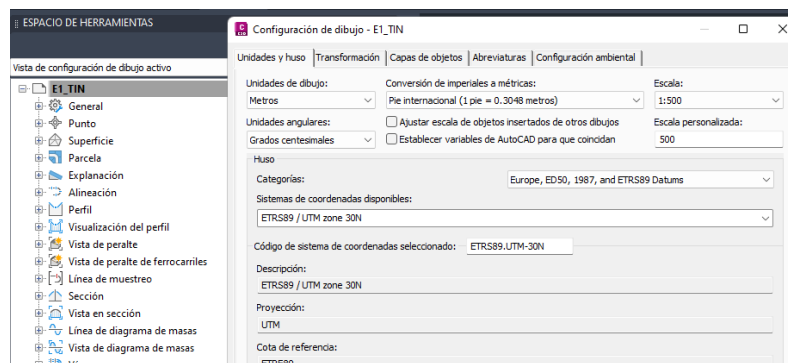 ESPACIO DE HERRAMIENTAS
Vista de configuración de dibujo activo
E1_TIN
General
Punto
Superficie
Parcela
Explanación
Alineación
Perfil
Visualización del perfil
Vista de peralte
Vista de peralte de ferrocarriles
Línea de muestreo
Sección
Vista en sección
Línea de diagrama de masas
Vista de diagrama de masas
Configuración de dibujo - E1_TIN
Unidades y huso Transformación Capas de objetos Abreviaturas Configuración ambiental
Unidades de dibujo: Conversión de imperiales a métricas: Escala:
Metros Pie internacional (1 pie = 0.3048 metros) 1:500
Unidades angulares: Ajustar escala de objetos insertados de otros dibujos Escala personalizada:
Grados centesimales Establecer variables de AutoCAD para que coincidan 500
Huso
Categorías: Europe, ED50, 1987, and ETRS89 Datums
Sistemas de coordenadas disponibles:
ETRS89 / UTM zone 30N
Código de sistema de coordenadas seleccionado: ETRS89.UTM-30N
Descripción:
ETRS89 / UTM zone 30N
Proyección:
UTM
Cota de referencia: